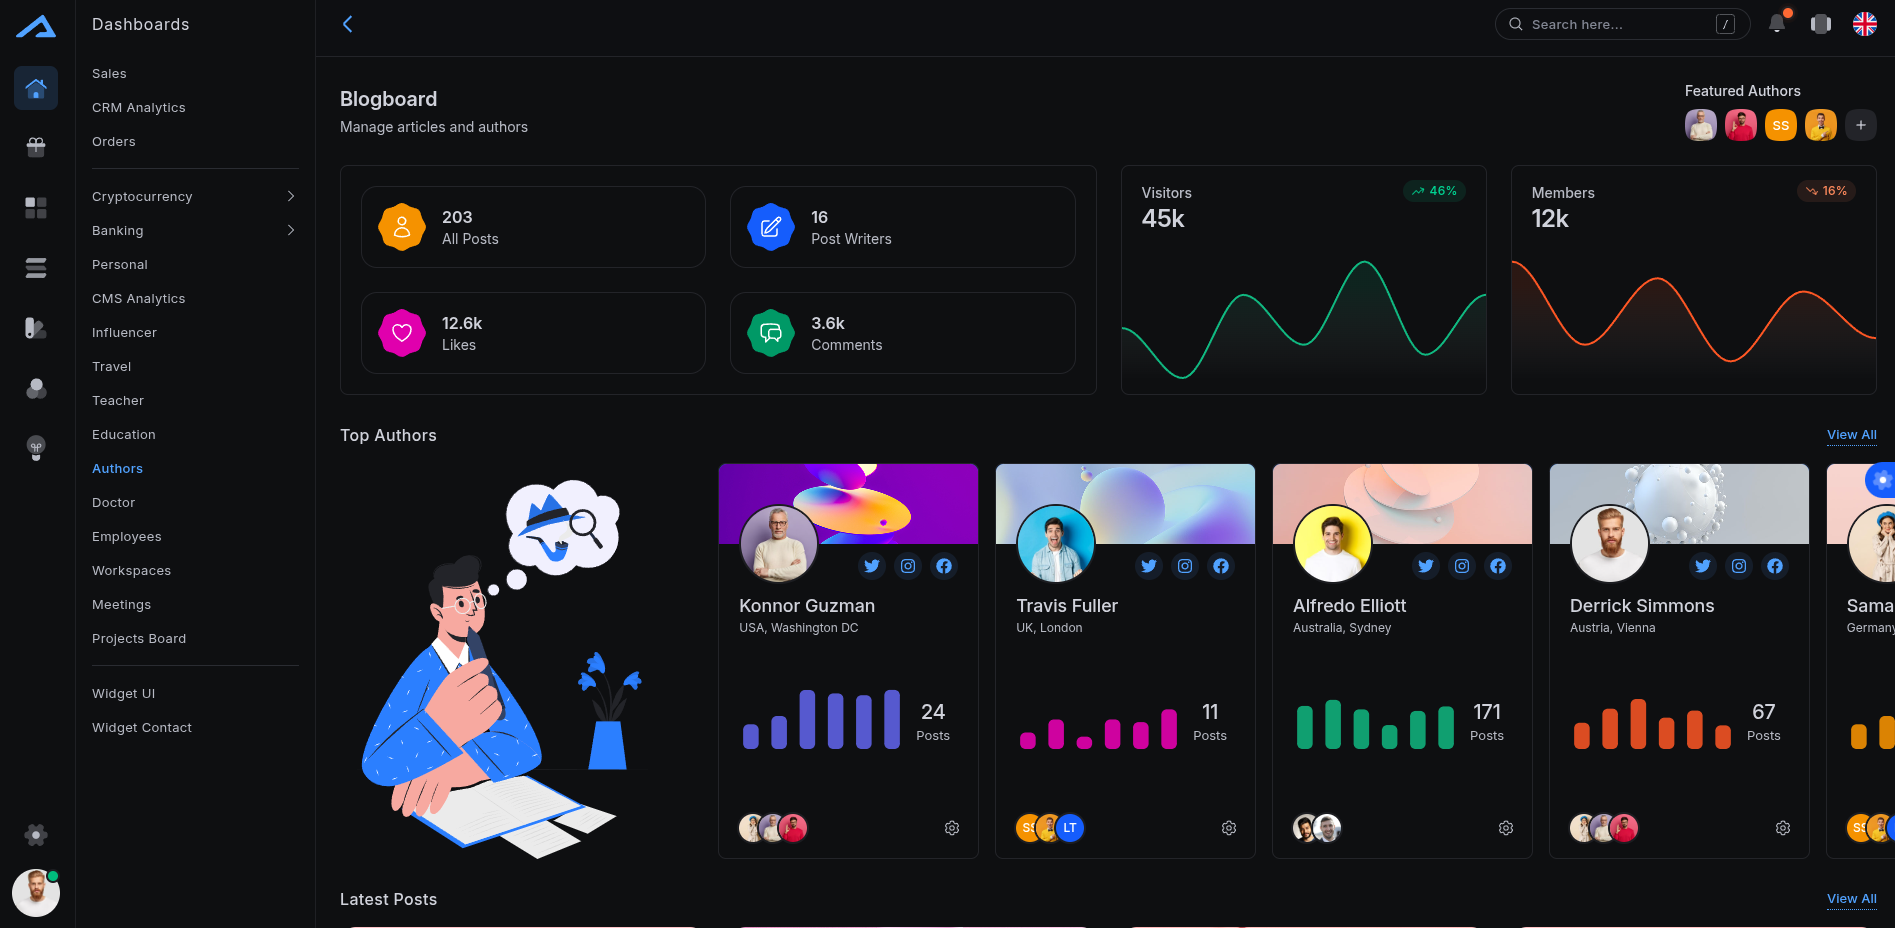 Dashboards
Search here...
/
Sales
CRM Analytics
Orders
Cryptocurrency
Banking
Personal
CMS Analytics
Influencer
Travel
Teacher
Education
Authors
Doctor
Employees
Workspaces
Meetings
Projects Board
Widget UI
Widget Contact
Blogboard
Manage articles and authors
Featured Authors
SS
+
203
All Posts
16
Post Writers
12.6k
Likes
3.6k
Comments
Visitors
46%
45k
Members
16%
12k
Top Authors
View All
Konnor Guzman
USA, Washington DC
24
Posts
Travis Fuller
UK, London
11
Posts
SS
LT
Alfredo Elliott
Australia, Sydney
171
Posts
Derrick Simmons
Austria, Vienna
67
Posts
Sama
Germany
SS
Latest Posts
View All